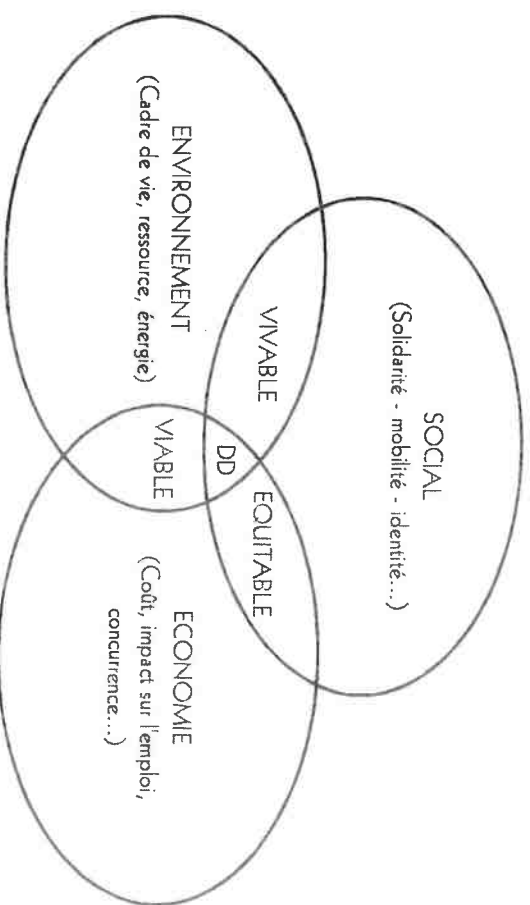 SOCIAL
(Solidarité - mobilité - identité...)
VIVABLE
EQUITABLE
DD
ENVIRONNEMENT
(Cadre de vie, ressource, énergie)
VIABLE
ECONOMIE
(Coût, impact sur l'emploi,
concurrence...)